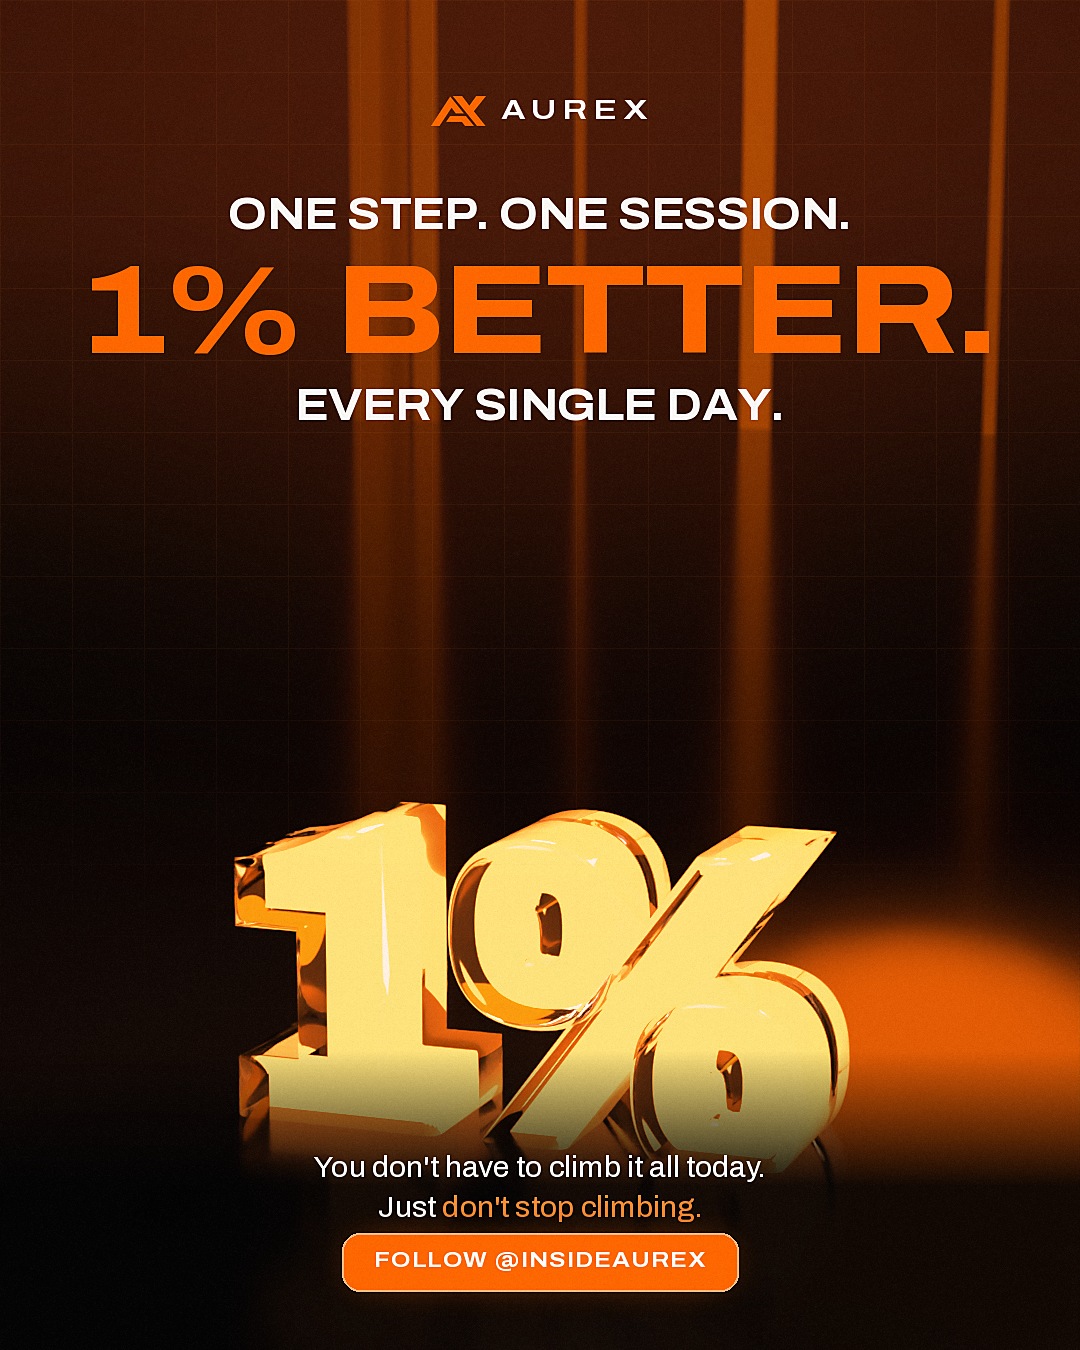 AUREX
ONE STEP. ONE SESSION.
1% BETTER.
EVERY SINGLE DAY.
1%
You don't have to climb it all today.
Just don't stop climbing.
FOLLOW @INSIDEAUREX